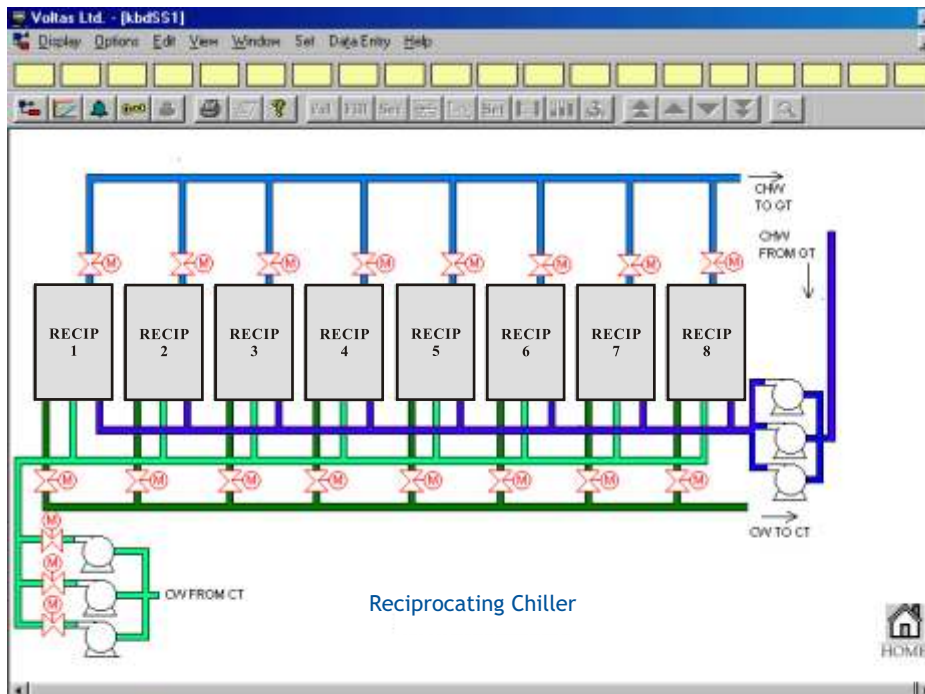 Voltas Ltd. - [kbdSS1]
Display Options Edit View Window Set Data Entry Help
CHW
TO GT
CHW
FROM GT
M M M M M M M M
RECIP
1
RECIP
2
RECIP
3
RECIP
4
RECIP
5
RECIP
6
RECIP
7
RECIP
8
M M M M M M M M
CW TO CT
M
M
M
CW FROM CT
Reciprocating Chiller
HOME